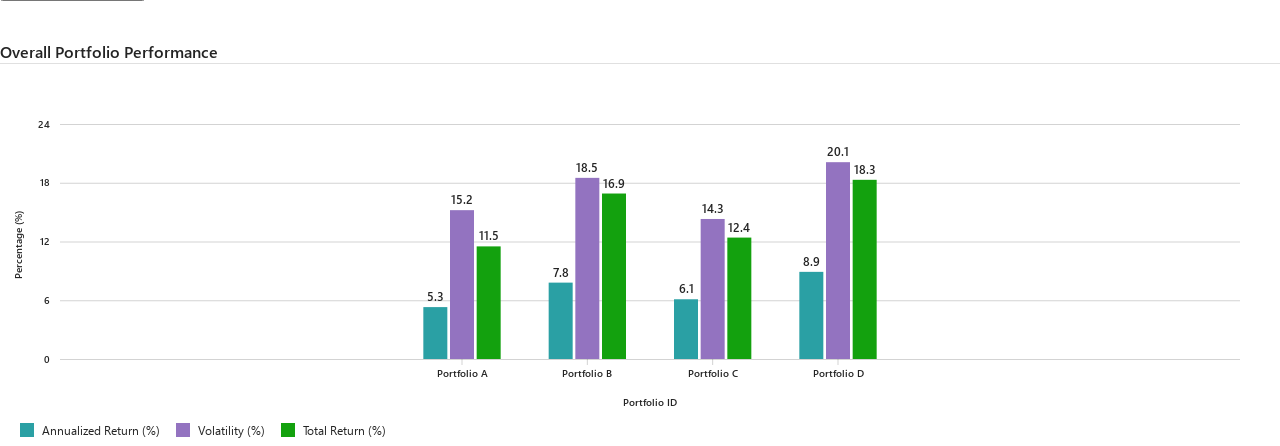 Overall Portfolio Performance
24
18
12
6
0
Percentage (%)
5.3
15.2
11.5
7.8
18.5
16.9
6.1
14.3
12.4
8.9
20.1
18.3
Portfolio A
Portfolio B
Portfolio C
Portfolio D
Portfolio ID
Annualized Return (%)
Volatility (%)
Total Return (%)